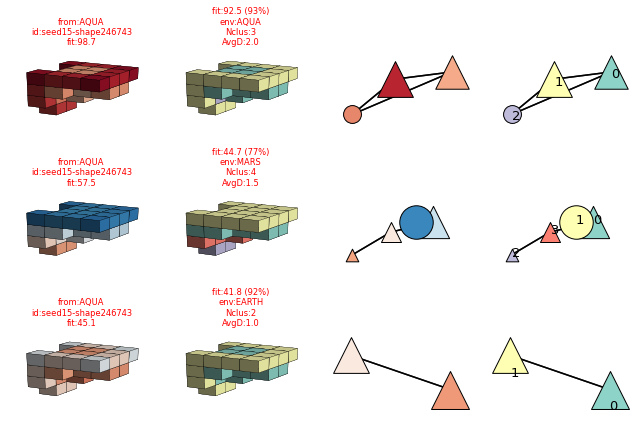 from:AQUA
id:seed15-shape246743
fit:98.7
fit:92.5 (93%)
env:AQUA
Nclus:3
AvgD:2.0
1
0
2
from:AQUA
id:seed15-shape246743
fit:57.5
fit:44.7 (77%)
env:MARS
Nclus:4
AvgD:1.5
1
0
3
2
from:AQUA
id:seed15-shape246743
fit:45.1
fit:41.8 (92%)
env:EARTH
Nclus:2
AvgD:1.0
1
0